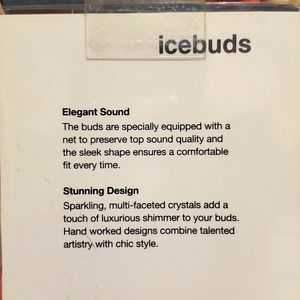 icebuds
Elegant Sound
The buds are specially equipped with a
net to preserve top sound quality and
the sleek shape ensures a comfortable
fit every time.
Stunning Design
Sparkling, multi-faceted crystals add a
touch of luxurious shimmer to your buds.
Hand worked designs combine talented
artistry with chic style.